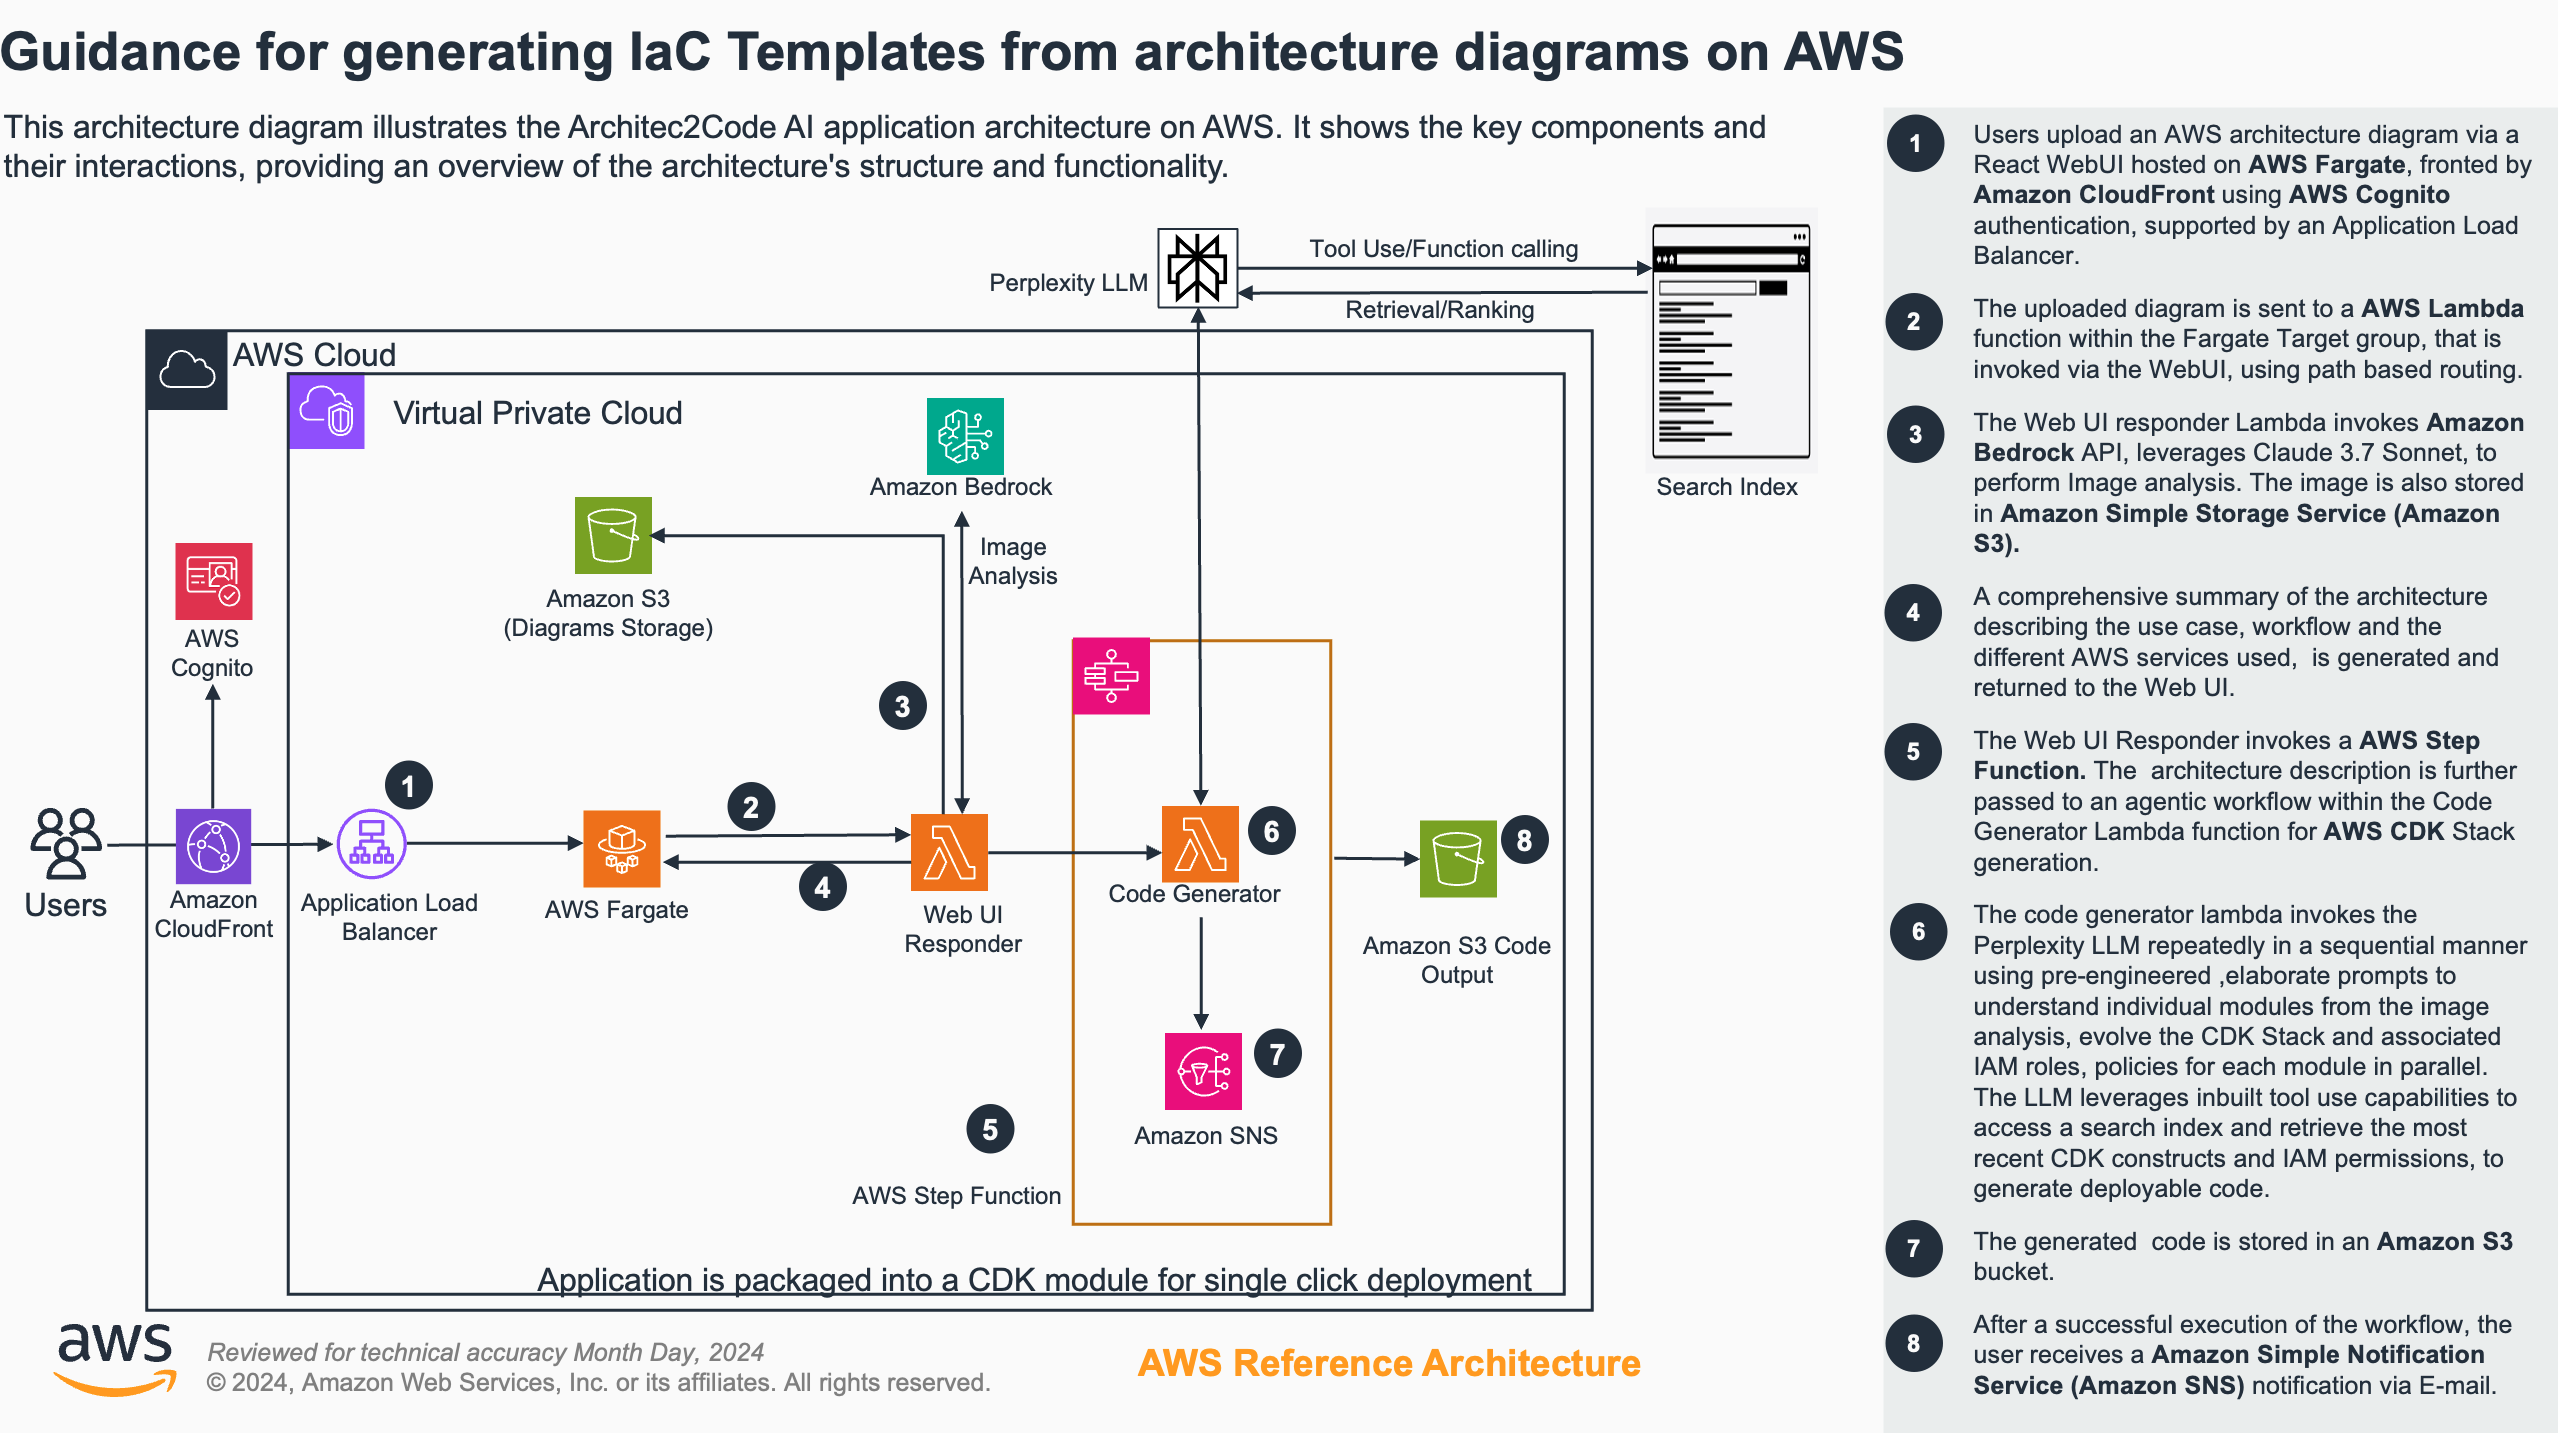 Guidance for generating IaC Templates from architecture diagrams on AWS
This architecture diagram illustrates the Architec2Code AI application architecture on AWS. It shows the key components and
their interactions, providing an overview of the architecture's structure and functionality.
Perplexity LLM
Tool Use/Function calling
Retrieval/Ranking
Search Index
AWS Cloud
Virtual Private Cloud
Amazon Bedrock
Image
Analysis
Amazon S3
(Diagrams Storage)
AWS
Cognito
3
1
2
4
6
8
Users
Amazon
CloudFront
Application Load
Balancer
AWS Fargate
Web UI
Responder
Code Generator
Amazon S3 Code
Output
7
Amazon SNS
5
AWS Step Function
Application is packaged into a CDK module for single click deployment
aws
Reviewed for technical accuracy Month Day, 2024
© 2024, Amazon Web Services, Inc. or its affiliates. All rights reserved.
AWS Reference Architecture
1
Users upload an AWS architecture diagram via a
React WebUI hosted on AWS Fargate, fronted by
Amazon CloudFront using AWS Cognito
authentication, supported by an Application Load
Balancer.
2
The uploaded diagram is sent to a AWS Lambda
function within the Fargate Target group, that is
invoked via the WebUI, using path based routing.
3
The Web UI responder Lambda invokes Amazon
Bedrock API, leverages Claude 3.7 Sonnet, to
perform Image analysis. The image is also stored
in Amazon Simple Storage Service (Amazon
S3).
4
A comprehensive summary of the architecture
describing the use case, workflow and the
different AWS services used,  is generated and
returned to the Web UI.
5
The Web UI Responder invokes a AWS Step
Function. The  architecture description is further
passed to an agentic workflow within the Code
Generator Lambda function for AWS CDK Stack
generation.
6
The code generator lambda invokes the
Perplexity LLM repeatedly in a sequential manner
using pre-engineered ,elaborate prompts to
understand individual modules from the image
analysis, evolve the CDK Stack and associated
IAM roles, policies for each module in parallel.
The LLM leverages inbuilt tool use capabilities to
access a search index and retrieve the most
recent CDK constructs and IAM permissions, to
generate deployable code.
7
The generated  code is stored in an Amazon S3
bucket.
8
After a successful execution of the workflow, the
user receives a Amazon Simple Notification
Service (Amazon SNS) notification via E-mail.